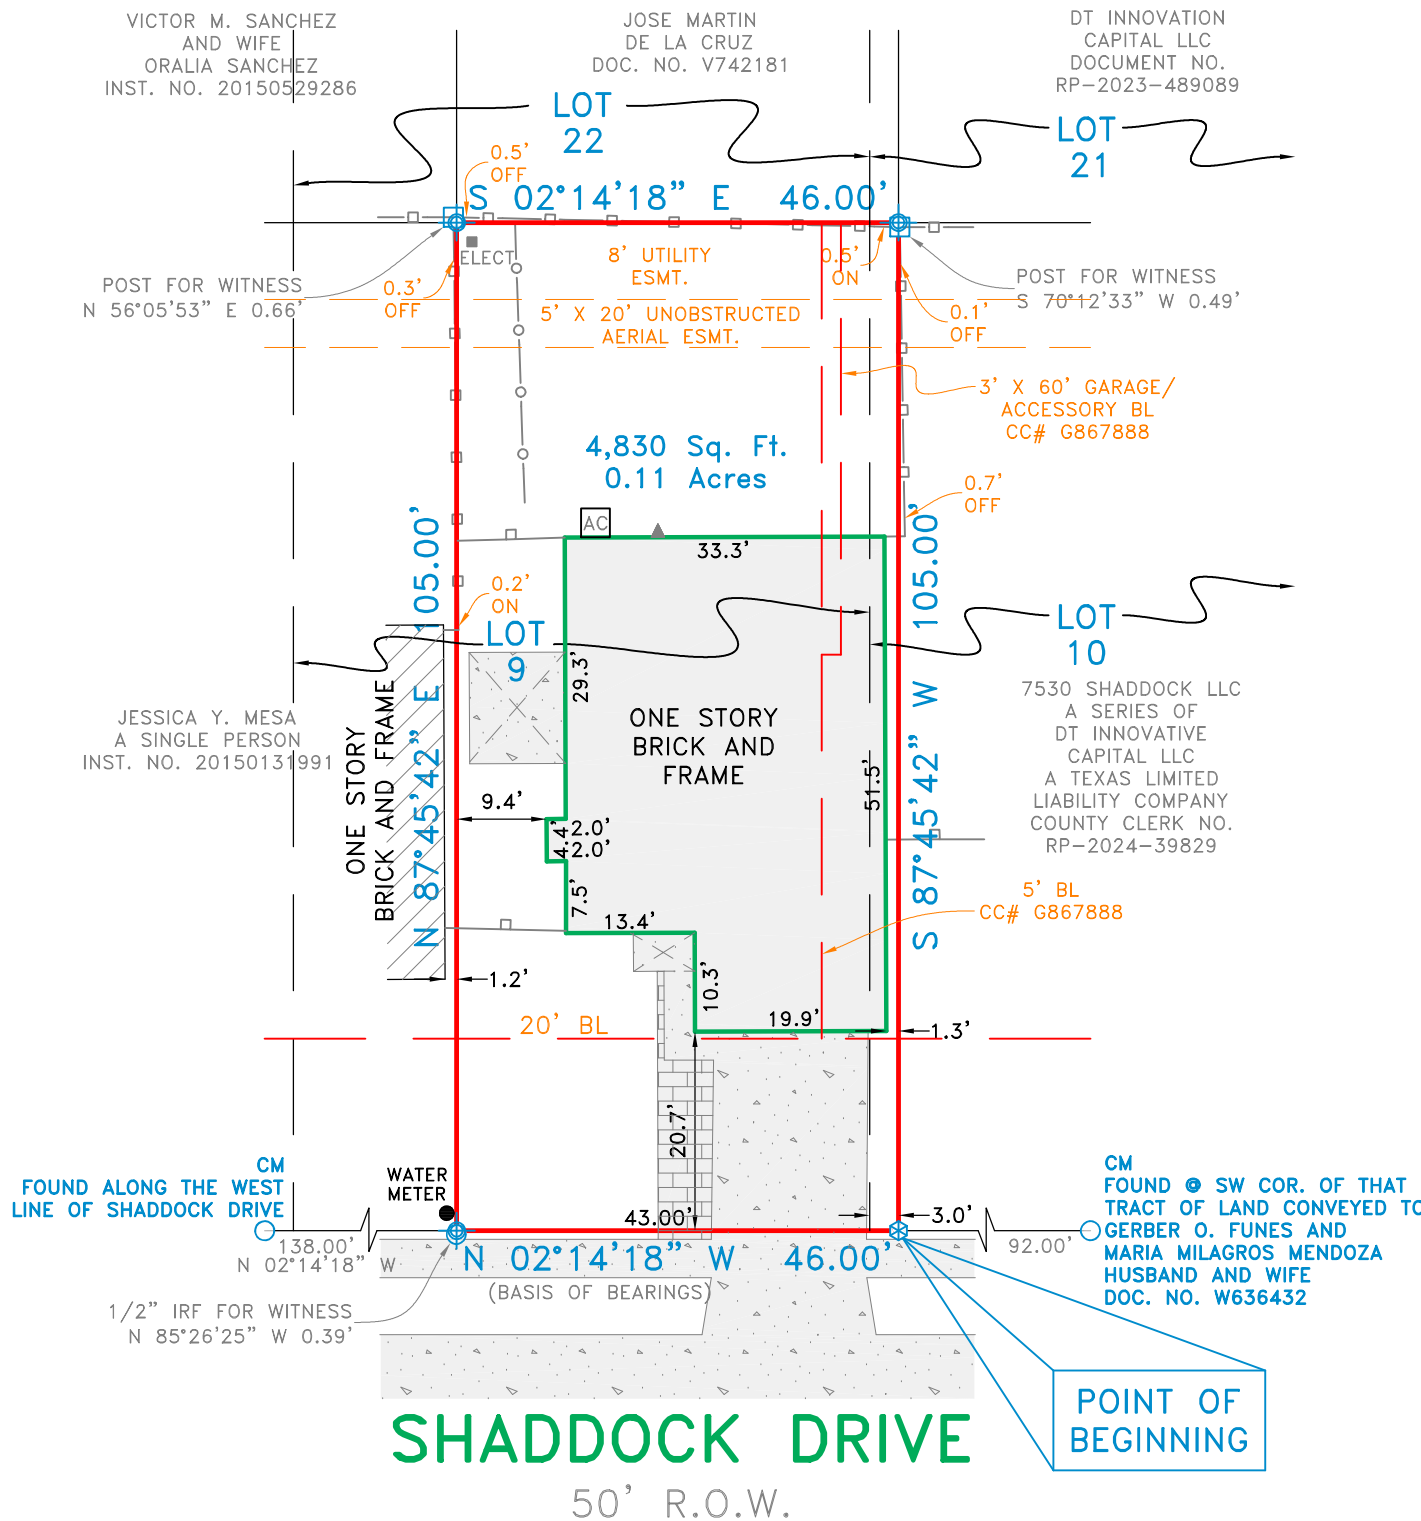 VICTOR M. SANCHEZ
AND WIFE
ORALIA SANCHEZ
INST. NO. 20150529286
JOSE MARTIN
DE LA CRUZ
DOC. NO. V742181
DT INNOVATION
CAPITAL LLC
DOCUMENT NO.
RP-2023-489089
LOT
22
LOT
21
0.5'
OFF
S 02°14'18" E 46.00'
ELECT
8' UTILITY
ESMT.
0.5'
ON
POST FOR WITNESS
N 56°05'53" E 0.66'
0.3'
OFF
5' X 20' UNOBSTRUCTED
AERIAL ESMT.
POST FOR WITNESS
S 70°12'33" W 0.49'
0.1'
OFF
3' X 60' GARAGE/
ACCESSORY BL
CC# G867888
4,830 Sq. Ft.
0.11 Acres
0.7'
OFF
AC
33.3'
N 87°45'42" E 105.00'
S 87°45'42" W 105.00'
0.2'
ON
LOT
9
LOT
10
29.3'
ONE STORY
BRICK AND
FRAME
51.5'
JESSICA Y. MESA
A SINGLE PERSON
INST. NO. 20150131991
ONE STORY
BRICK AND FRAME
7530 SHADDOCK LLC
A SERIES OF
DT INNOVATIVE
CAPITAL LLC
A TEXAS LIMITED
LIABILITY COMPANY
COUNTY CLERK NO.
RP-2024-39829
9.4'
2.0'
4.4'
2.0'
7.5'
13.4'
5' BL
CC# G867888
1.2'
10.3'
19.9'
20' BL
1.3'
20.7'
CM
FOUND ALONG THE WEST
LINE OF SHADDOCK DRIVE
WATER
METER
43.00'
3.0'
CM
FOUND @ SW COR. OF THAT
TRACT OF LAND CONVEYED TO
GERBER O. FUNES AND
MARIA MILAGROS MENDOZA
HUSBAND AND WIFE
DOC. NO. W636432
138.00'
N 02°14'18" W
N 02°14'18" W 46.00'
(BASIS OF BEARINGS)
92.00'
1/2" IRF FOR WITNESS
N 85°26'25" W 0.39'
POINT OF
BEGINNING
SHADDOCK DRIVE
50' R.O.W.